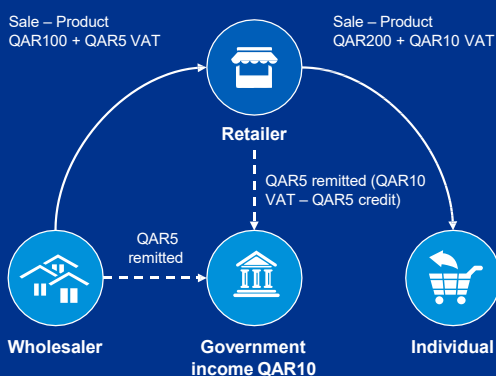 Sale – Product
QAR100 + QAR5 VAT
Sale – Product
QAR200 + QAR10 VAT
Retailer
QAR5 remitted (QAR10
VAT – QAR5 credit)
QAR5
remitted
Wholesaler
Government
income QAR10
Individual